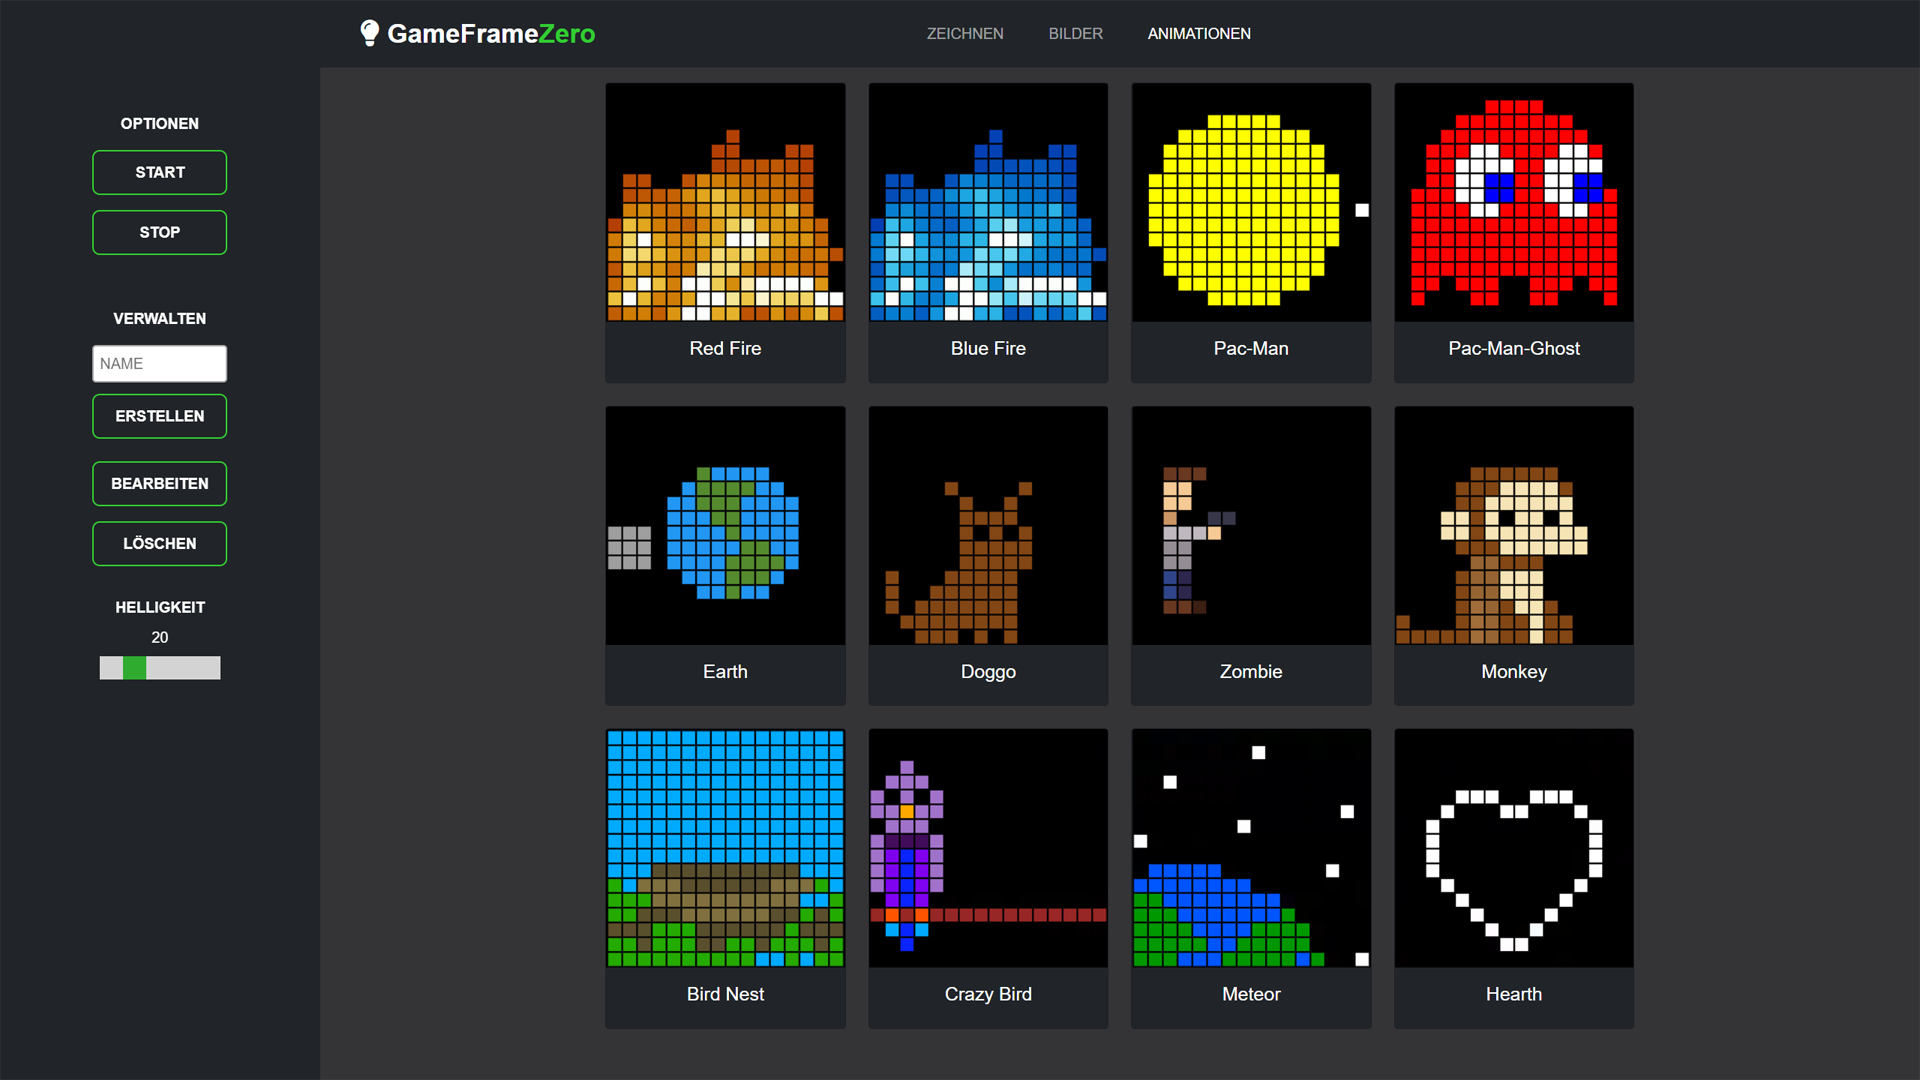 GameFrameZero
ZEICHNEN
BILDER
ANIMATIONEN
OPTIONEN
START
STOP
VERWALTEN
NAME
ERSTELLEN
BEARBEITEN
LÖSCHEN
HELLIGKEIT
20
Red Fire
Blue Fire
Pac-Man
Pac-Man-Ghost
Earth
Doggo
Zombie
Monkey
Bird Nest
Crazy Bird
Meteor
Hearth